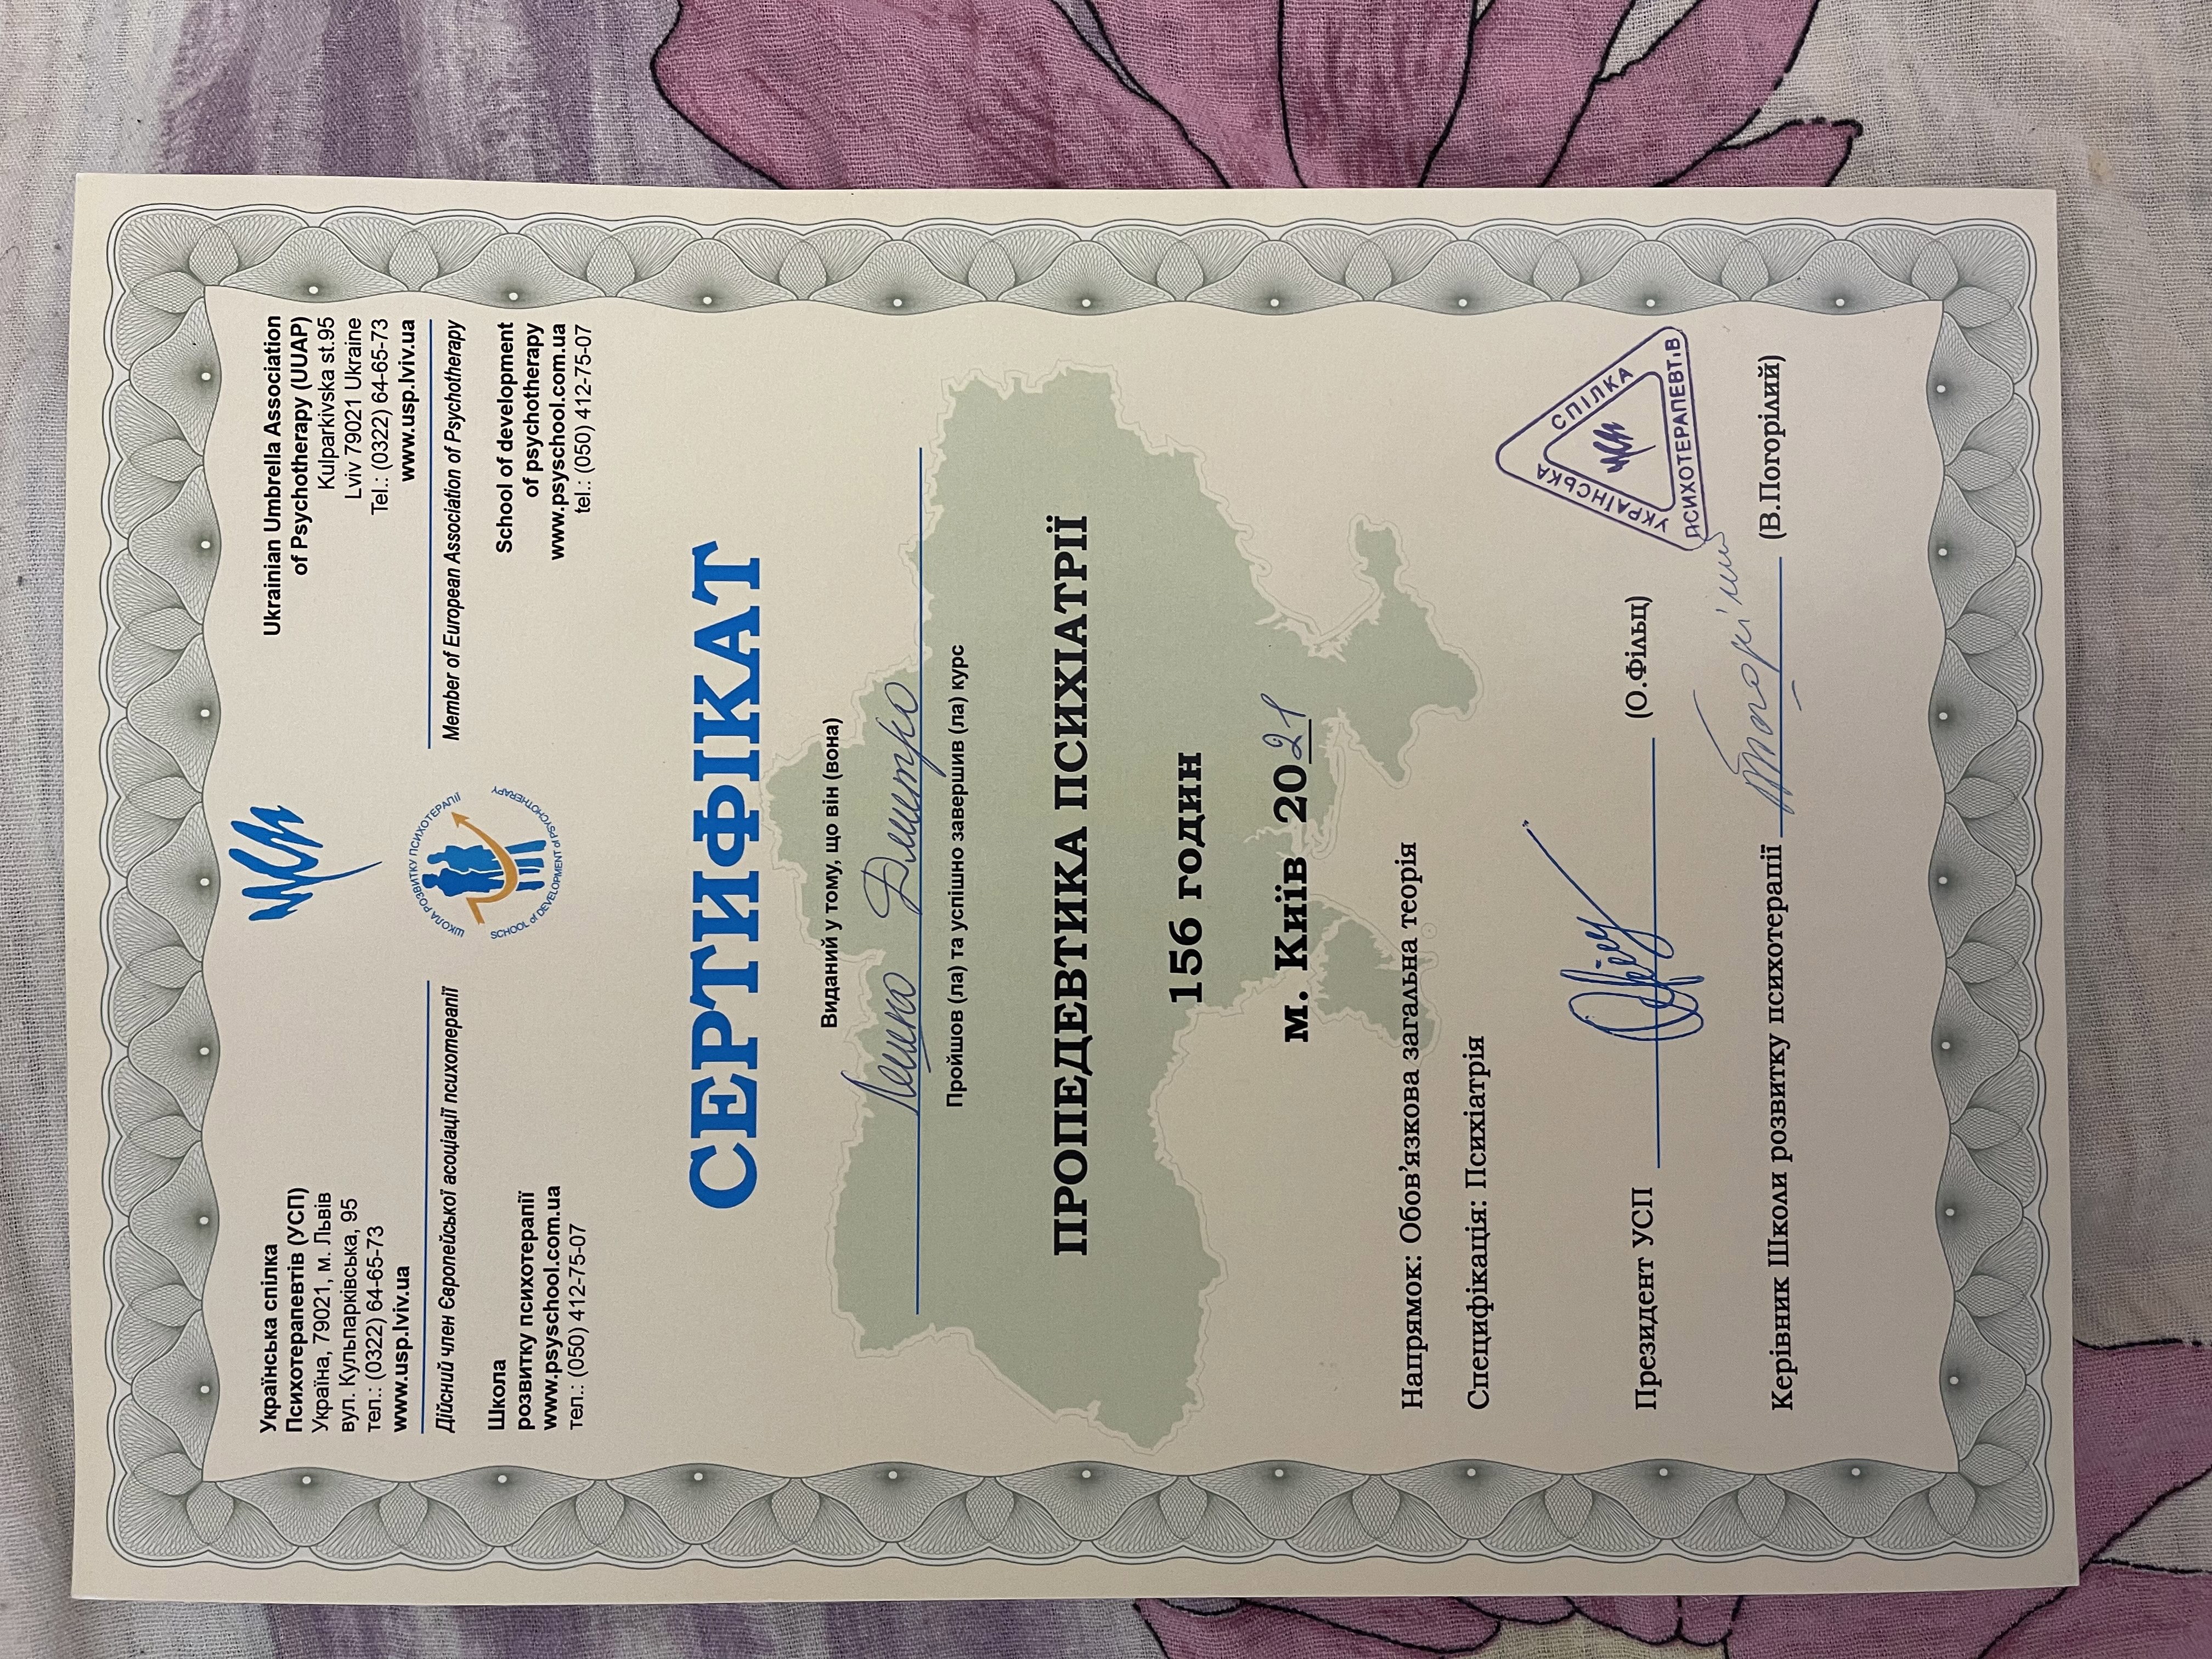 Українська спілка
Психотерапевтів (УСП)
Україна, 79021, м. Львів
вул. Кульпарківська, 95
тел.: (0322) 64-65-73
www.usp.lviv.ua
Дійсний член Європейської асоціації психотерапії
Школа
розвитку психотерапії
www.psyschool.com.ua
тел.: (050) 412-75-07
ШКОЛА РОЗВИТКУ ПСИХОТЕРАПІЇ
SCHOOL of DEVELOPMENT of PSYCHOTHERAPY
Ukrainian Umbrella Association
of Psychotherapy (UUAP)
Kulparkivska st.95
Lviv 79021 Ukraine
Tel.: (0322) 64-65-73
www.usp.lviv.ua
Member of European Association of Psychotherapy
School of development
of psychotherapy
www.psyschool.com.ua
tel.: (050) 412-75-07
СЕРТИФІКАТ
Виданий у тому, що він (вона)
Дмитро
Пройшов (ла) та успішно завершив (ла) курс
ПРОПЕДЕВТИКА ПСИХІАТРІЇ
156 годин
м. Київ 2021
Напрямок: Обов’язкова загальна теорія
Специфікація: Психіатрія
Президент УСП (О.Фільц)
УКРАЇНСЬКА СПІЛКА ПСИХОТЕРАПЕВТІВ
Керівник Школи розвитку психотерапії (В.Погорілий)